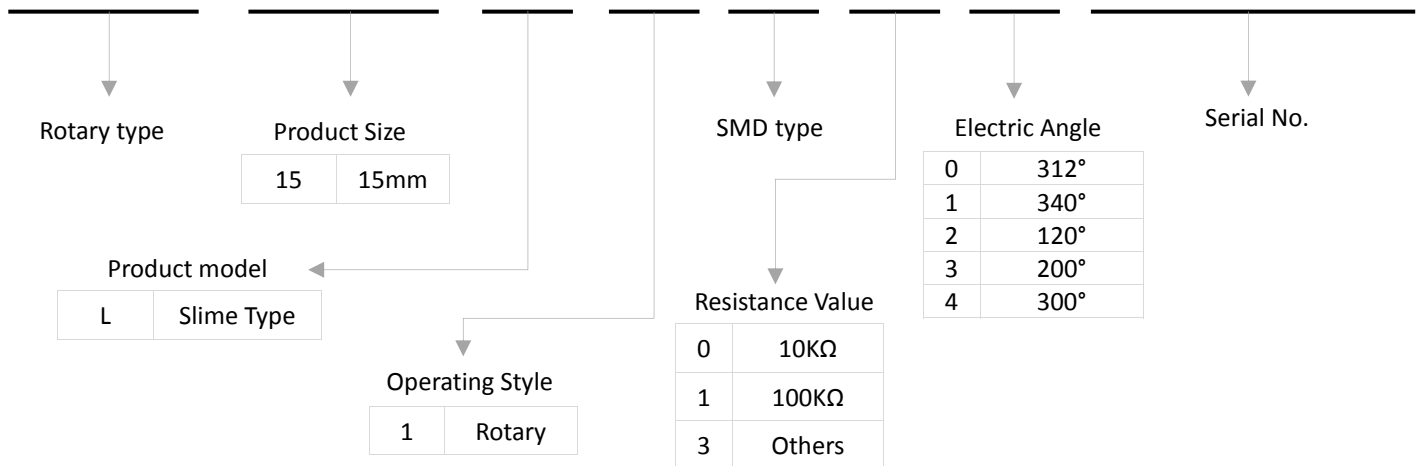 Rotary type
Product Size
15 15mm
SMD type
Electric Angle
0 312°
1 340°
2 120°
3 200°
4 300°
Serial No.
Product model
L Slime Type
Operating Style
1 Rotary
Resistance Value
0 10KΩ
1 100KΩ
3 Others